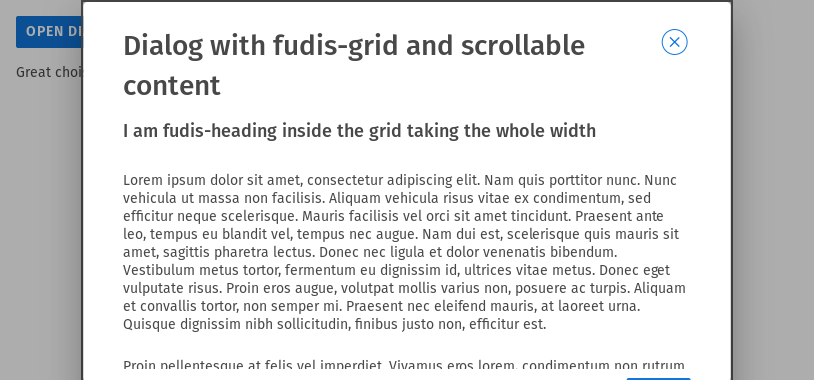 OPEN DI
Great choi
Dialog with fudis-grid and scrollable
content
I am fudis-heading inside the grid taking the whole width
Lorem ipsum dolor sit amet, consectetur adipiscing elit. Nam quis porttitor nunc. Nunc
vehicula ut massa non facilisis. Aliquam vehicula risus vitae ex condimentum, sed
efficitur neque scelerisque. Mauris facilisis vel orci sit amet tincidunt. Praesent ante
leo, tempus eu blandit vel, tempus nec augue. Nam dui est, scelerisque quis mauris sit
amet, sagittis pharetra lectus. Donec nec ligula et dolor venenatis bibendum.
Vestibulum metus tortor, fermentum eu dignissim id, ultrices vitae metus. Donec eget
vulputate risus. Proin eros augue, volutpat mollis varius non, posuere ac turpis. Aliquam
et convallis tortor, non semper mi. Praesent nec eleifend mauris, at laoreet urna.
Quisque dignissim nibh sollicitudin, finibus justo non, efficitur est.
Proin pellentesque at felis vel imperdiet. Vivamus eros lorem, condimentum non rutrum